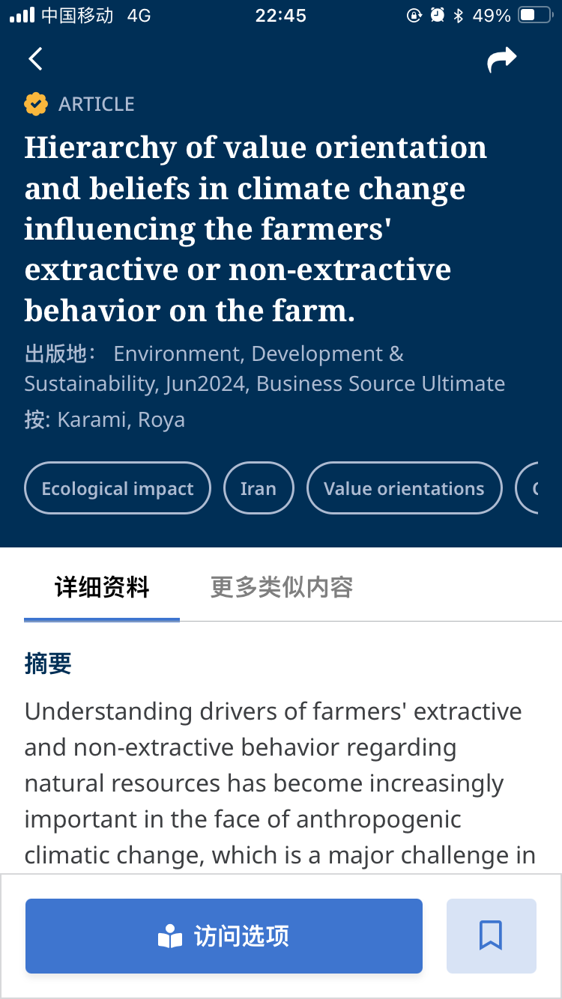 中国移动 4G 22:45 49%
ARTICLE
Hierarchy of value orientation
and beliefs in climate change
influencing the farmers'
extractive or non-extractive
behavior on the farm.
出版地： Environment, Development &
Sustainability, Jun2024, Business Source Ultimate
按: Karami, Roya
Ecological impact Iran Value orientations
详细资料 更多类似内容
摘要
Understanding drivers of farmers' extractive
and non-extractive behavior regarding
natural resources has become increasingly
important in the face of anthropogenic
climatic change, which is a major challenge in
访问选项